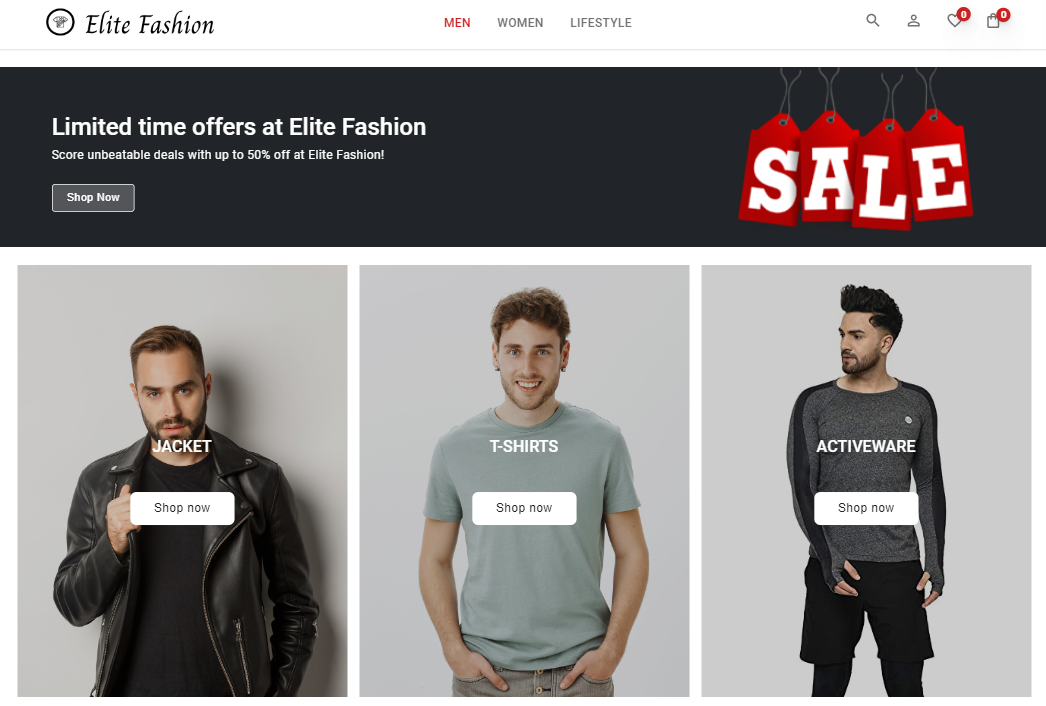 Elite Fashion
MEN WOMEN LIFESTYLE
0 0
Limited time offers at Elite Fashion
Score unbeatable deals with up to 50% off at Elite Fashion!
Shop Now
SALE
JACKET
Shop now
T-SHIRTS
Shop now
ACTIVEWARE
Shop now